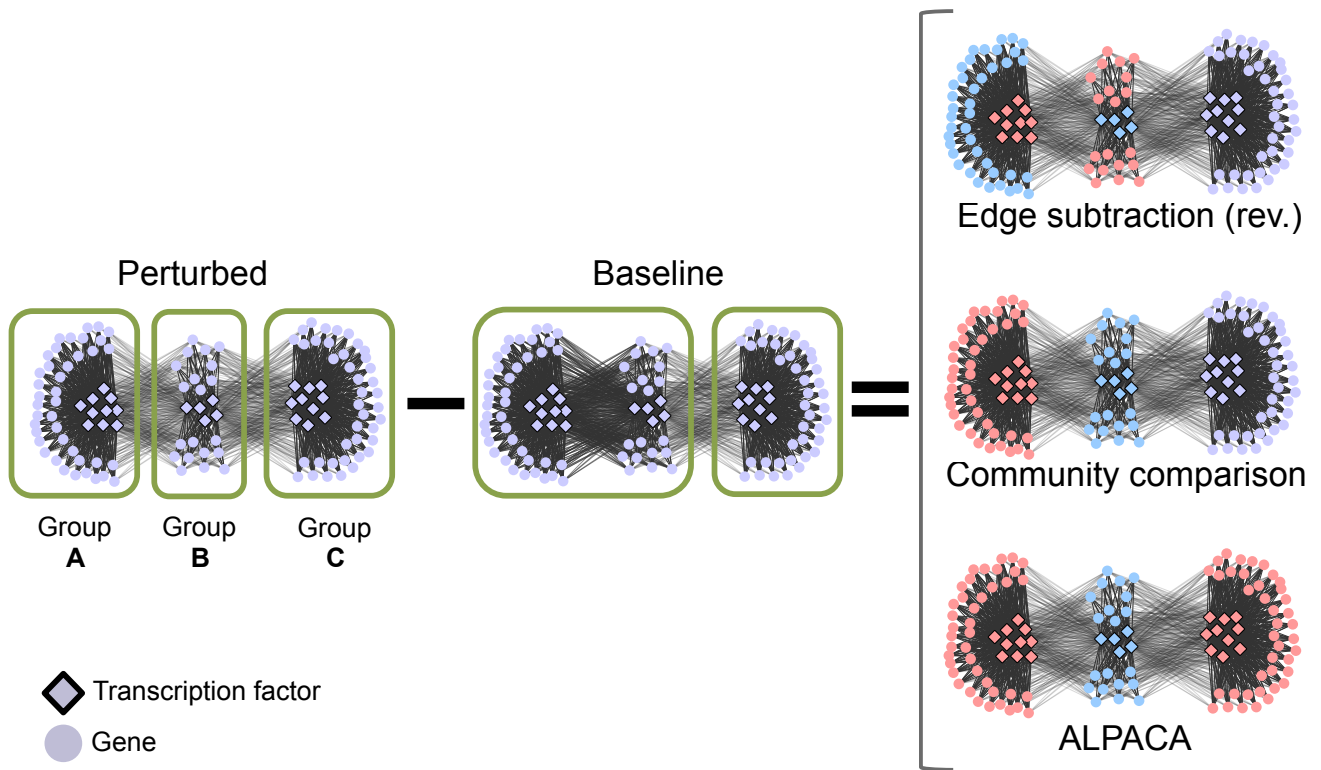 Perturbed
Baseline
Group
A
Group
B
Group
C
Edge subtraction (rev.)
Community comparison
ALPACA
Transcription factor
Gene